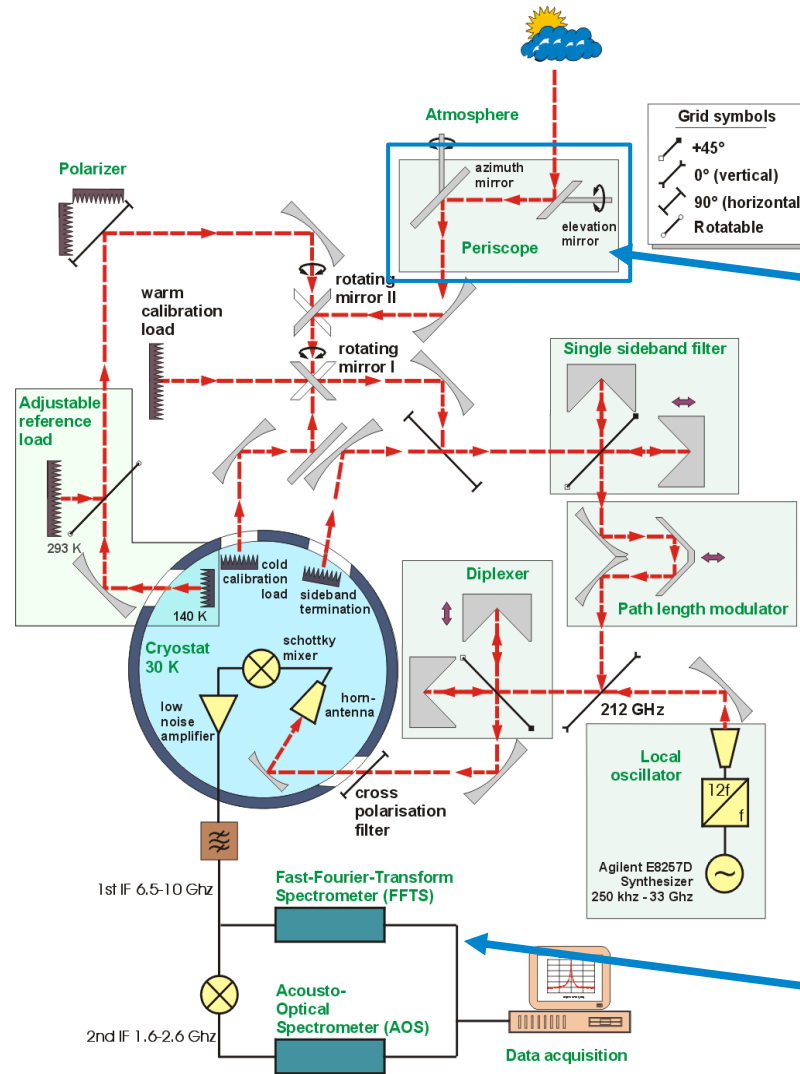 Atmosphere
Grid symbols
+45°
0° (vertical)
90° (horizontal)
Rotatable
azimuth
mirror
elevation
mirror
Periscope
Polarizer
rotating
mirror II
warm
calibration
load
rotating
mirror I
Single sideband filter
Adjustable
reference
load
293 K
140 K
cold
calibration
load
sideband
termination
Diplexer
Path length modulator
Cryostat
30 K
schottky
mixer
low
noise
amplifier
horn-
antenna
212 GHz
Local
oscillator
12f
f
Agilent E8257D
Synthesizer
250 khz - 33 Ghz
cross
polarisation
filter
1st IF 6.5-10 Ghz
Fast-Fourier-Transform
Spectrometer (FFTS)
Acousto-
Optical
Spectrometer (AOS)
2nd IF 1.6-2.6 Ghz
Data acquisition